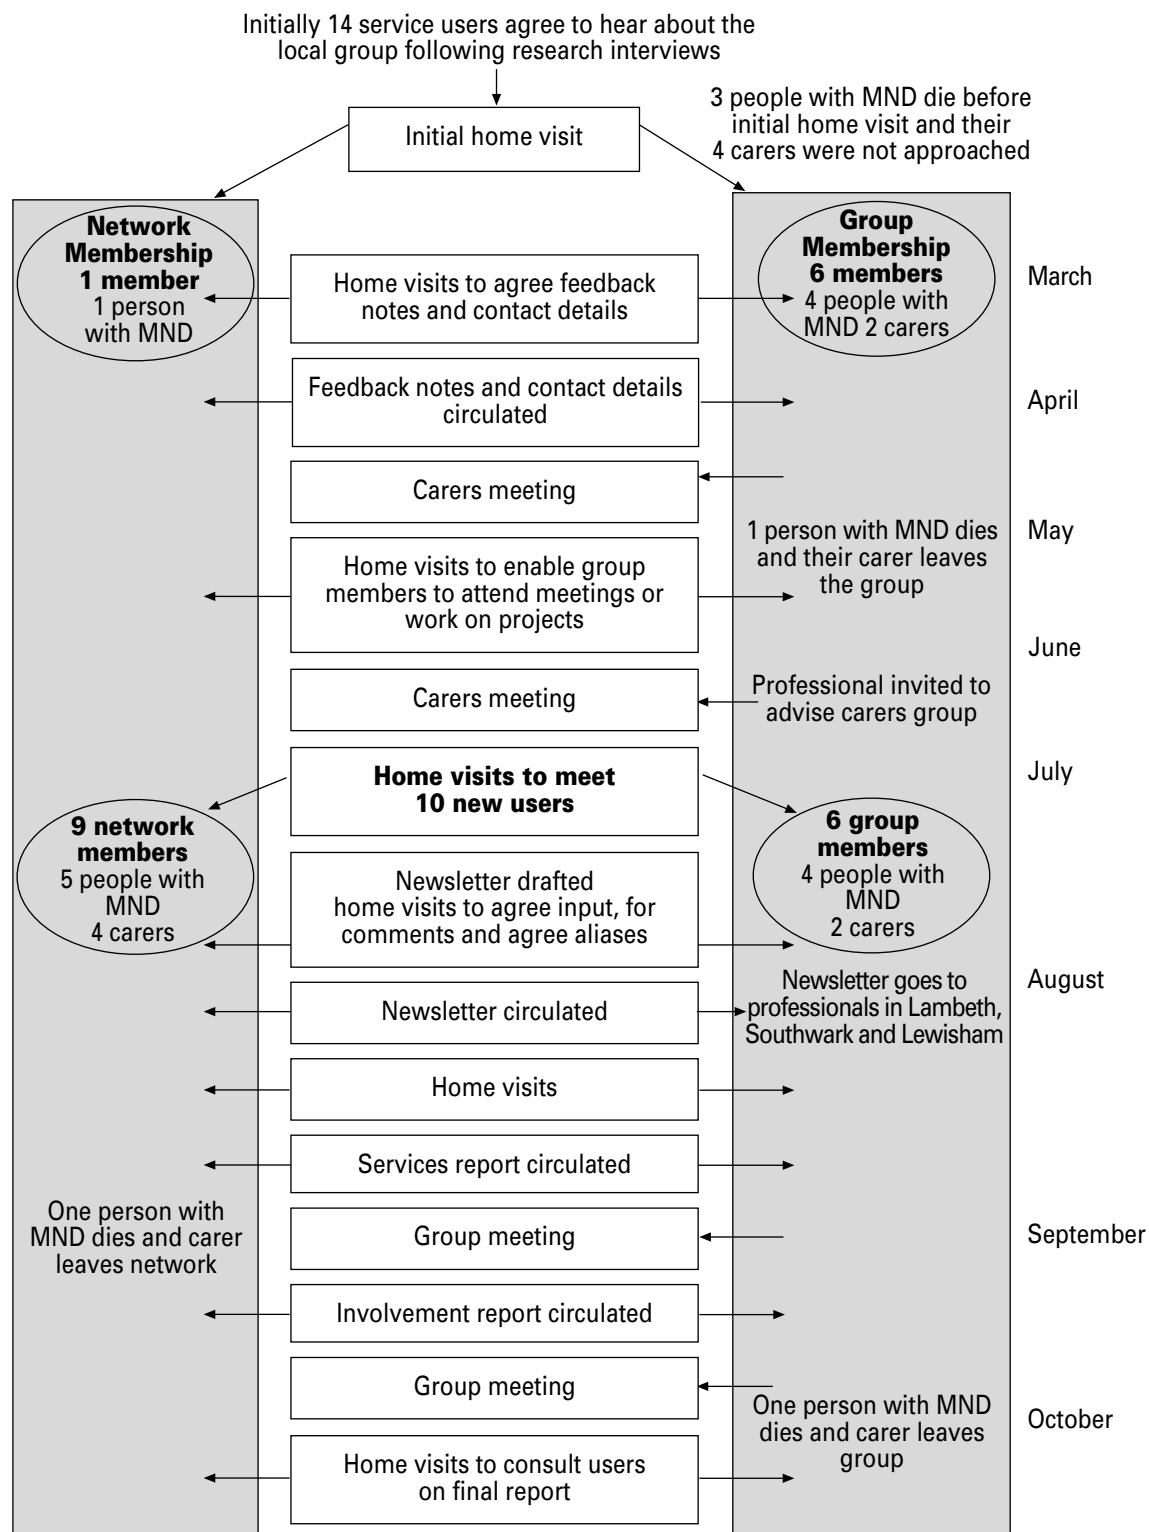 Initially 14 service users agree to hear about the
local group following research interviews
3 people with MND die before
initial home visit and their
4 carers were not approached
Initial home visit
Network
Membership
1 member
1 person
with MND
Home visits to agree feedback
notes and contact details
Group
Membership
6 members
4 people with
MND 2 carers
March
Feedback notes and contact details
circulated
April
Carers meeting
1 person with MND dies
and their carer leaves
the group
May
Home visits to enable group
members to attend meetings or
work on projects
June
Carers meeting
Professional invited to
advise carers group
Home visits to meet
10 new users
July
9 network
members
5 people with
MND
4 carers
6 group
members
4 people with
MND
2 carers
Newsletter drafted
home visits to agree input, for
comments and agree aliases
Newsletter goes to
professionals in Lambeth,
Southwark and Lewisham
August
Newsletter circulated
Home visits
Services report circulated
One person with
MND dies and carer
leaves network
Group meeting
September
Involvement report circulated
Group meeting
One person with MND
dies and carer leaves
group
October
Home visits to consult users
on final report